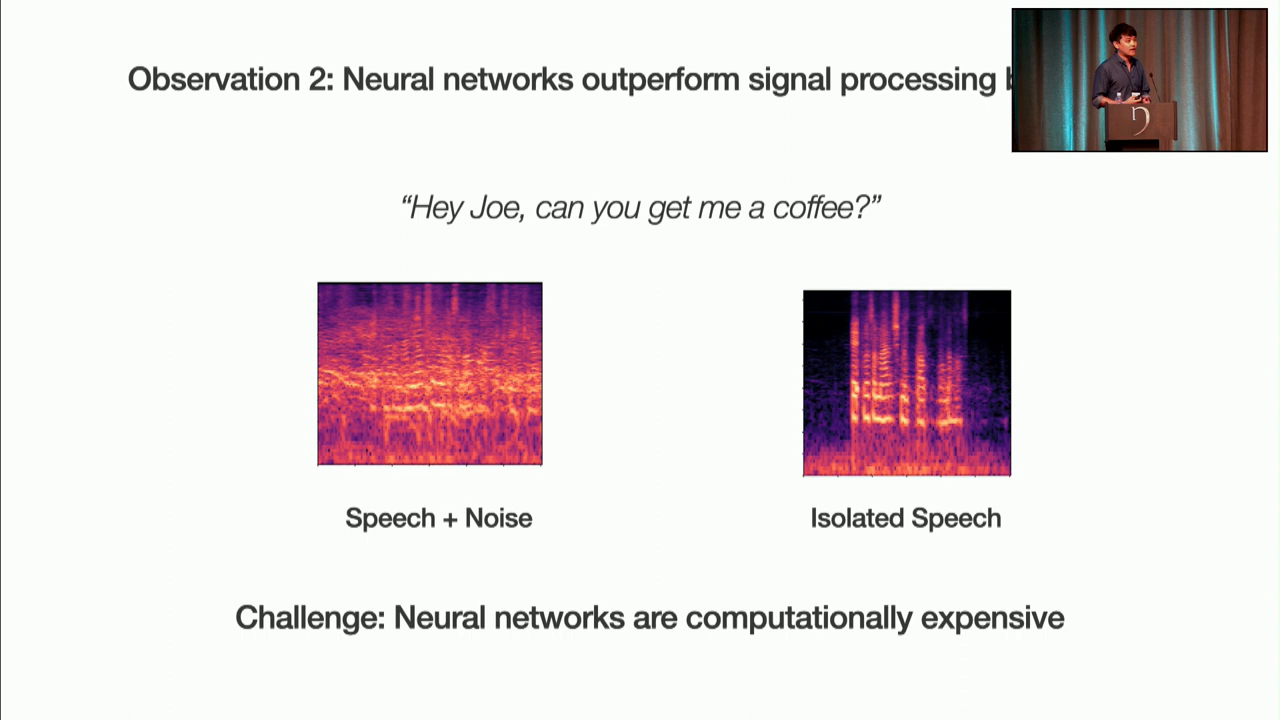 Observation 2: Neural networks outperform signal processing
“Hey Joe, can you get me a coffee?”
Speech + Noise
Isolated Speech
Challenge: Neural networks are computationally expensive